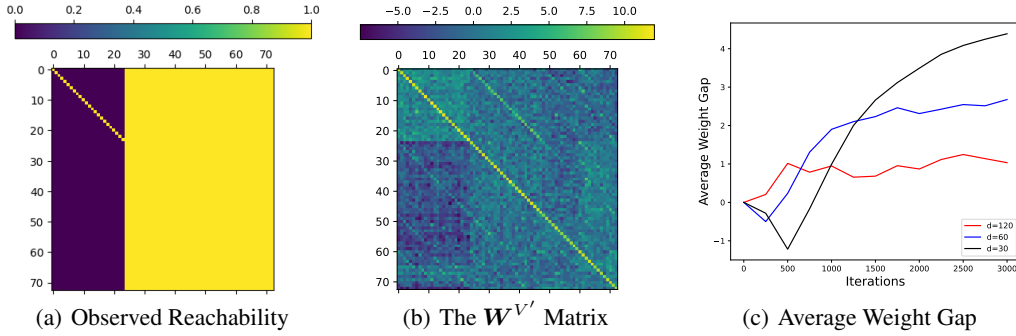 0.0 0.2 0.4 0.6 0.8 1.0
0 10 20 30 40 50 60 70
0
10
20
30
40
50
60
70
(a) Observed Reachability
−5.0 −2.5 0.0 2.5 5.0 7.5 10.0
0 10 20 30 40 50 60 70
0
10
20
30
40
50
60
70
(b) The W^{V'} Matrix
Average Weight Gap
4
3
2
1
0
−1
0 500 1000 1500 2000 2500 3000
Iterations
d=120
d=60
d=30
(c) Average Weight Gap